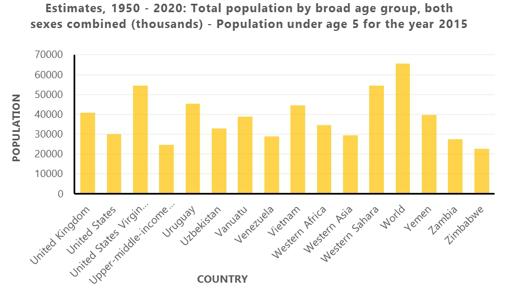 Estimates, 1950 - 2020: Total population by broad age group, both
sexes combined (thousands) - Population under age 5 for the year 2015
POPULATION
70000
60000
50000
40000
30000
20000
10000
0
United Kingdom
United States
United States Virgin...
Upper-middle-income...
Uruguay
Uzbekistan
Vanuatu
Venezuela
Vietnam
Western Africa
Western Asia
Western Sahara
World
Yemen
Zambia
Zimbabwe
COUNTRY